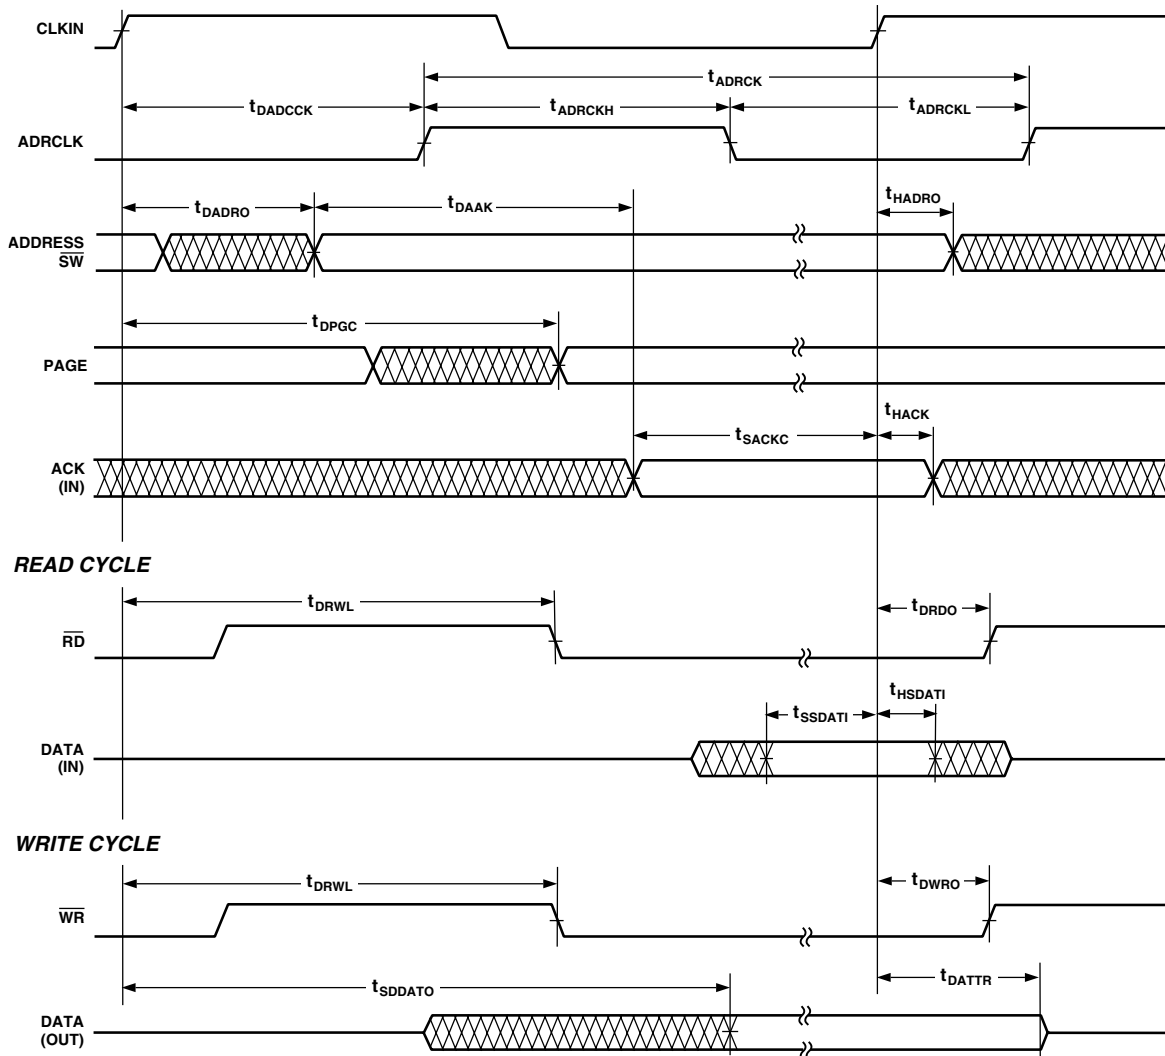 CLKIN
tADRCK
tDADCCK
tADRCKH
tADRCKL
ADRCLK
tDADRO
tDAAK
tHADRO
ADDRESS
SW
tDPGC
PAGE
tSACKC
tHACK
ACK
(IN)
READ CYCLE
tDRWL
tDRDO
RD
tSSDATI
tHSDATI
DATA
(IN)
WRITE CYCLE
tDRWL
tDWRO
WR
tSDDATO
tDATTR
DATA
(OUT)